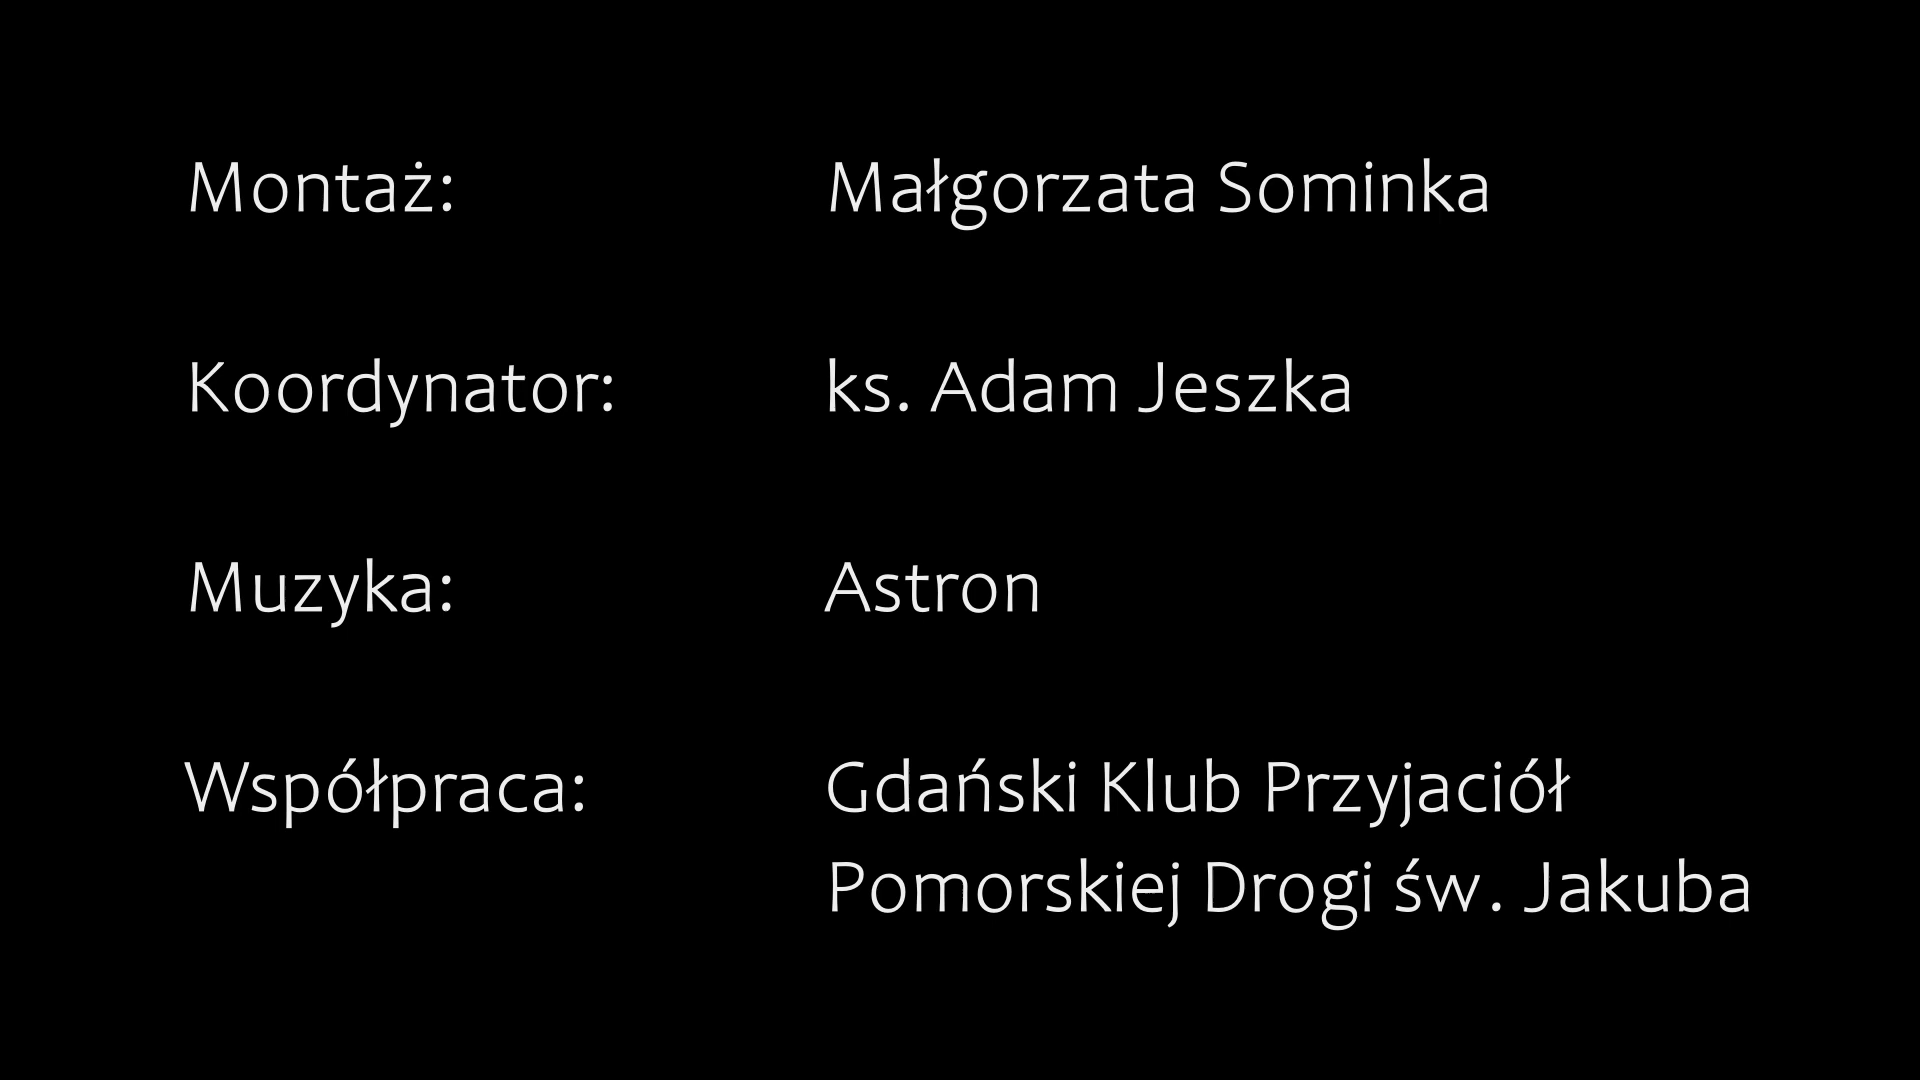 Montaż: Małgorzata Sominka
Koordynator: ks. Adam Jeszka
Muzyka: Astron
Współpraca: Gdański Klub Przyjaciół
Pomorskiej Drogi św. Jakuba